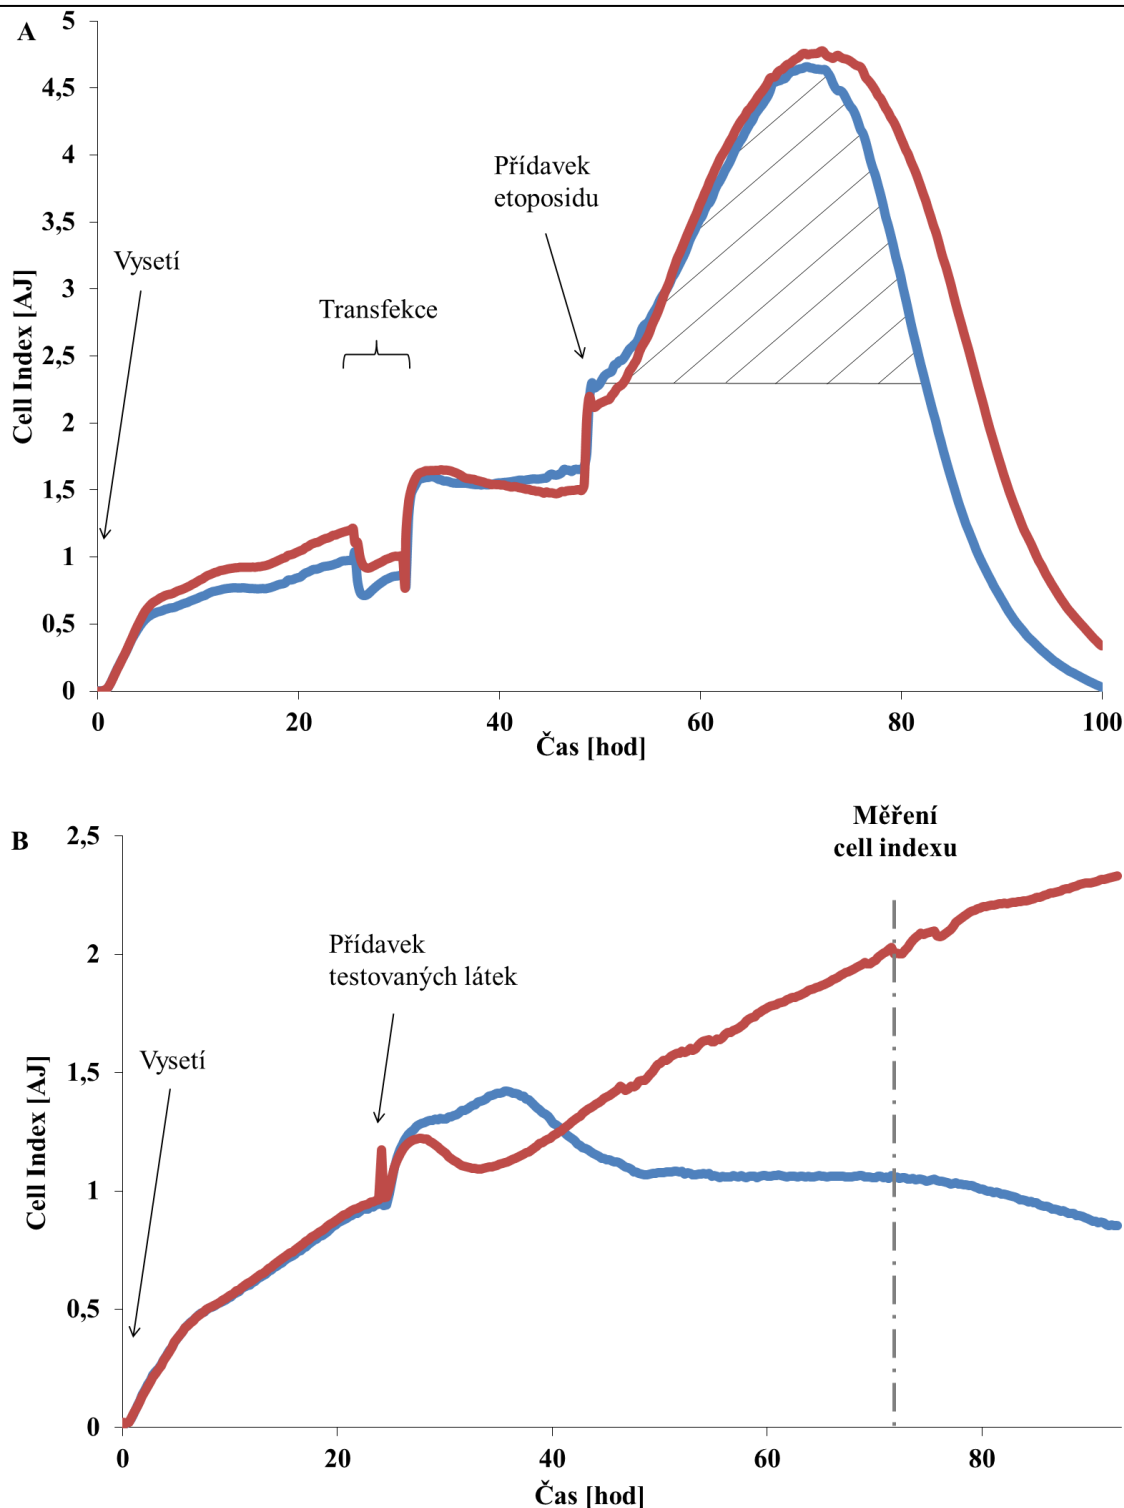 A
5
4,5
4
3,5
3
2,5
2
1,5
1
0,5
0
Cell Index [AJ]
Vysetí
Transfekce
Přídavek
etoposidu
0 20 40 60 80 100
Čas [hod]
B
2,5
2
1,5
1
0,5
0
Cell Index [AJ]
Vysetí
Přídavek
testovaných látek
Měření
cell indexu
0 20 40 60 80
Čas [hod]